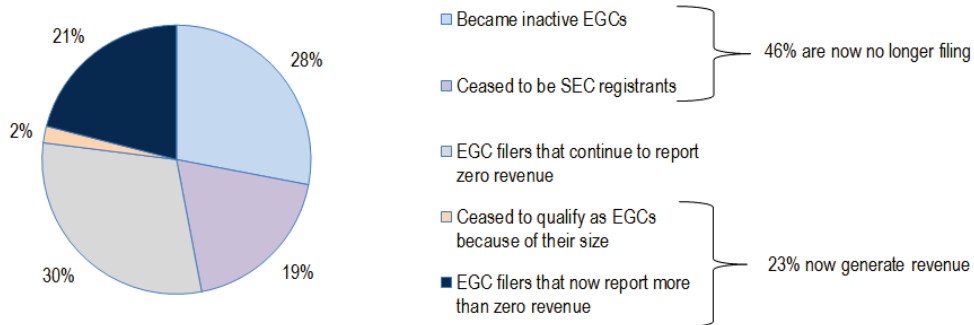 21%
28%
2%
30%
19%
Became inactive EGCs
Ceased to be SEC registrants
46% are now no longer filing
EGC filers that continue to report
zero revenue
Ceased to qualify as EGCs
because of their size
EGC filers that now report more
than zero revenue
23% now generate revenue